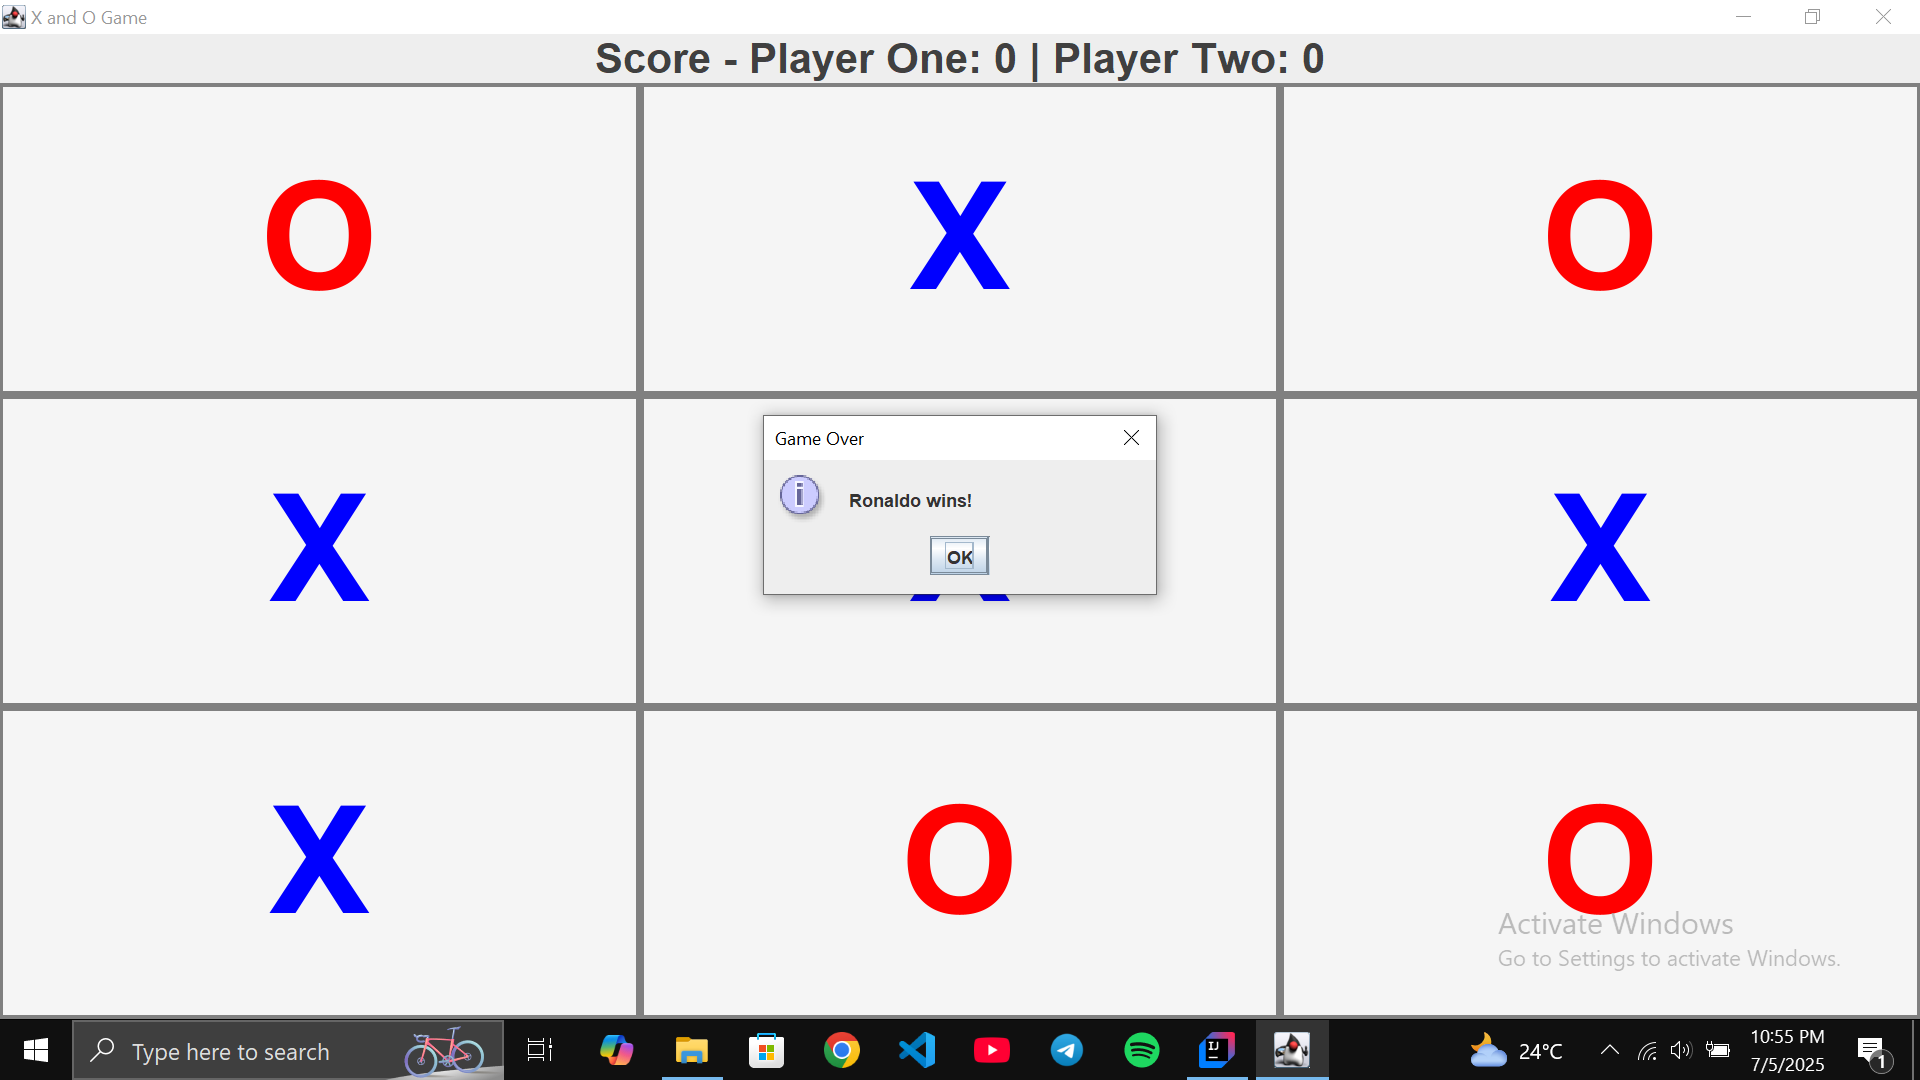 X and O Game
Score - Player One: 0 | Player Two: 0
O X O
Game Over
Ronaldo wins!
OK
X X X
X O O
Activate Windows
Go to Settings to activate Windows.
Type here to search
24°C
10:55 PM
7/5/2025
1